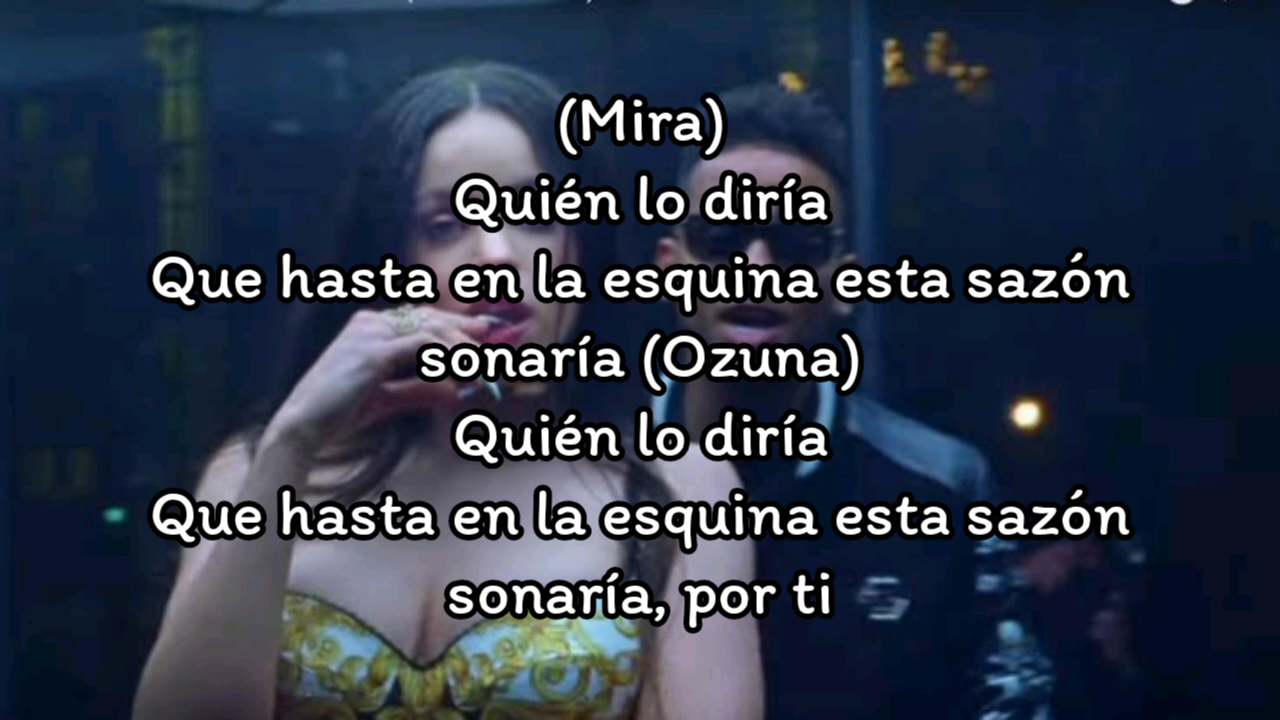 (Mira)
Quién lo diría
Que hasta en la esquina esta sazón
sonaría (Ozuna)
Quién lo diría
Que hasta en la esquina esta sazón
sonaría, por ti